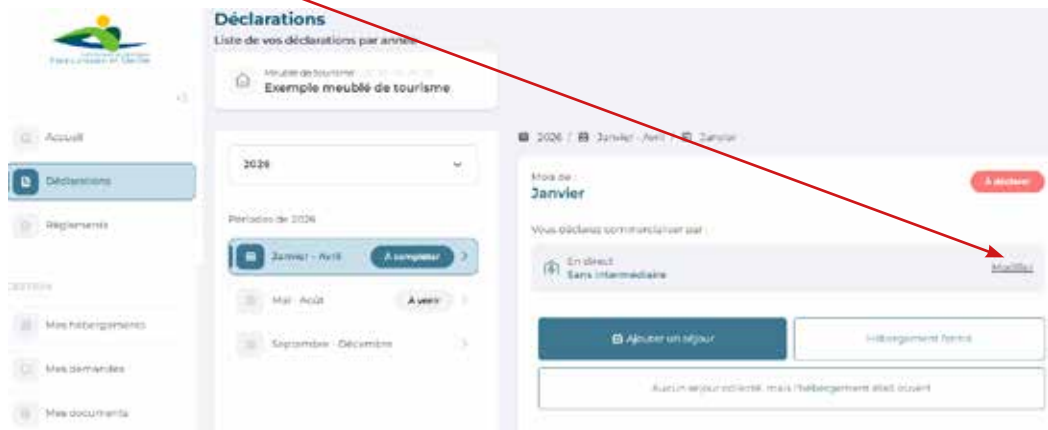 Déclarations
Liste de vos déclarations par année
Meublé de tourisme
Exemple meublé de tourisme
Accueil
Déclarations
Règlements
Mes hébergements
Mes demandes
Mes documents
2026
Périodes de 2026
Janvier - Avril
A compléter
Mai - Août
A venir
Septembre - Décembre
2026 / Janvier - Avril / Janvier
Mois de :
Janvier
A déclarer
Vous déclarez commercialiser par :
En direct
Sans intermédiaire
Modifier
Ajouter un séjour
Hébergement fermé
Aucun séjour collecté, mais l'hébergement était ouvert